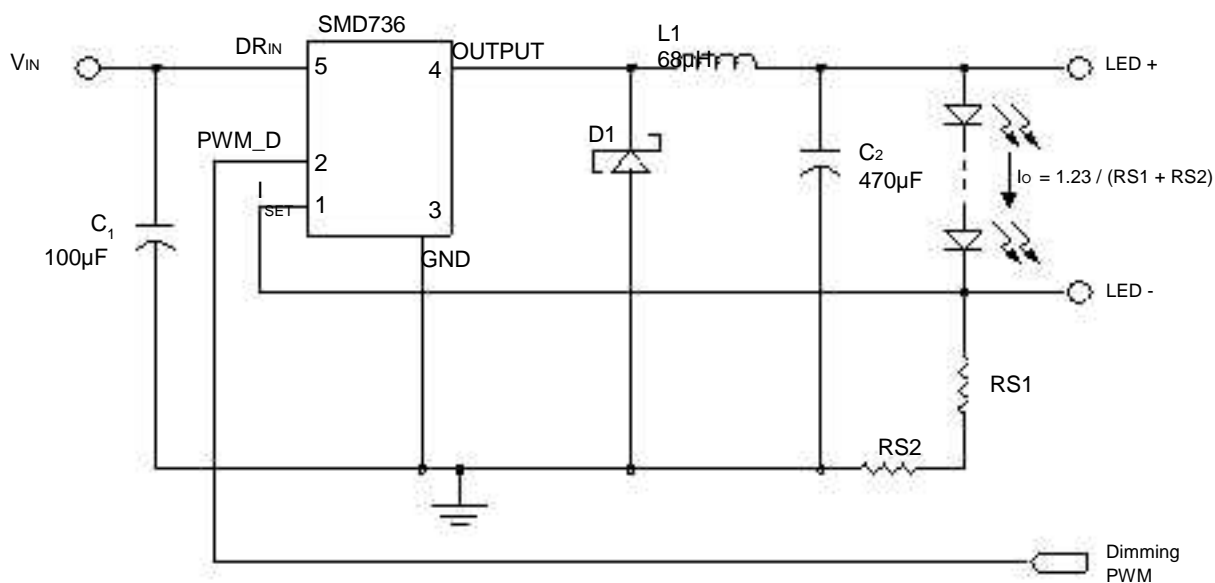 SMD736
L1
68µH
DRIN
OUTPUT
VIN
5
4
LED +
PWM_D
D1
2
C2
470µF
IO = 1.23 / (RS1 + RS2)
I SET
1
3
C1
100µF
GND
LED -
RS1
RS2
Dimming
PWM